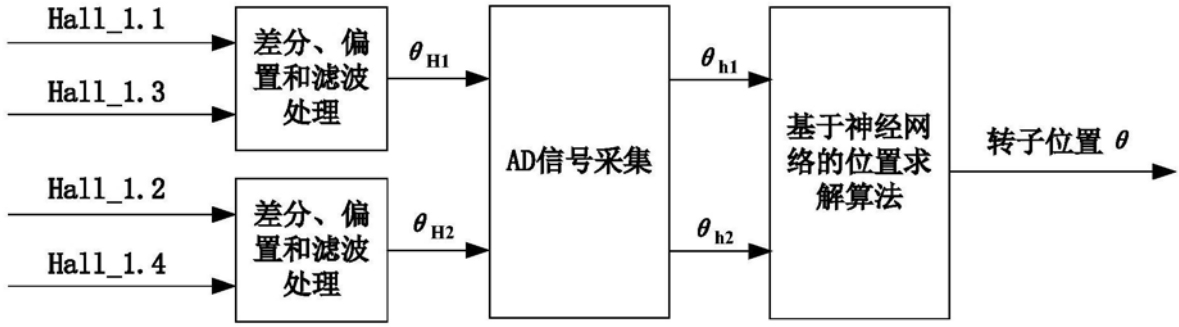 Hall_1.1
Hall_1.3
差分、偏
置和滤波
处理
θH1
Hall_1.2
Hall_1.4
差分、偏
置和滤波
处理
θH2
AD信号采集
θh1
θh2
基于神经网
络的位置求
解算法
转子位置 θ